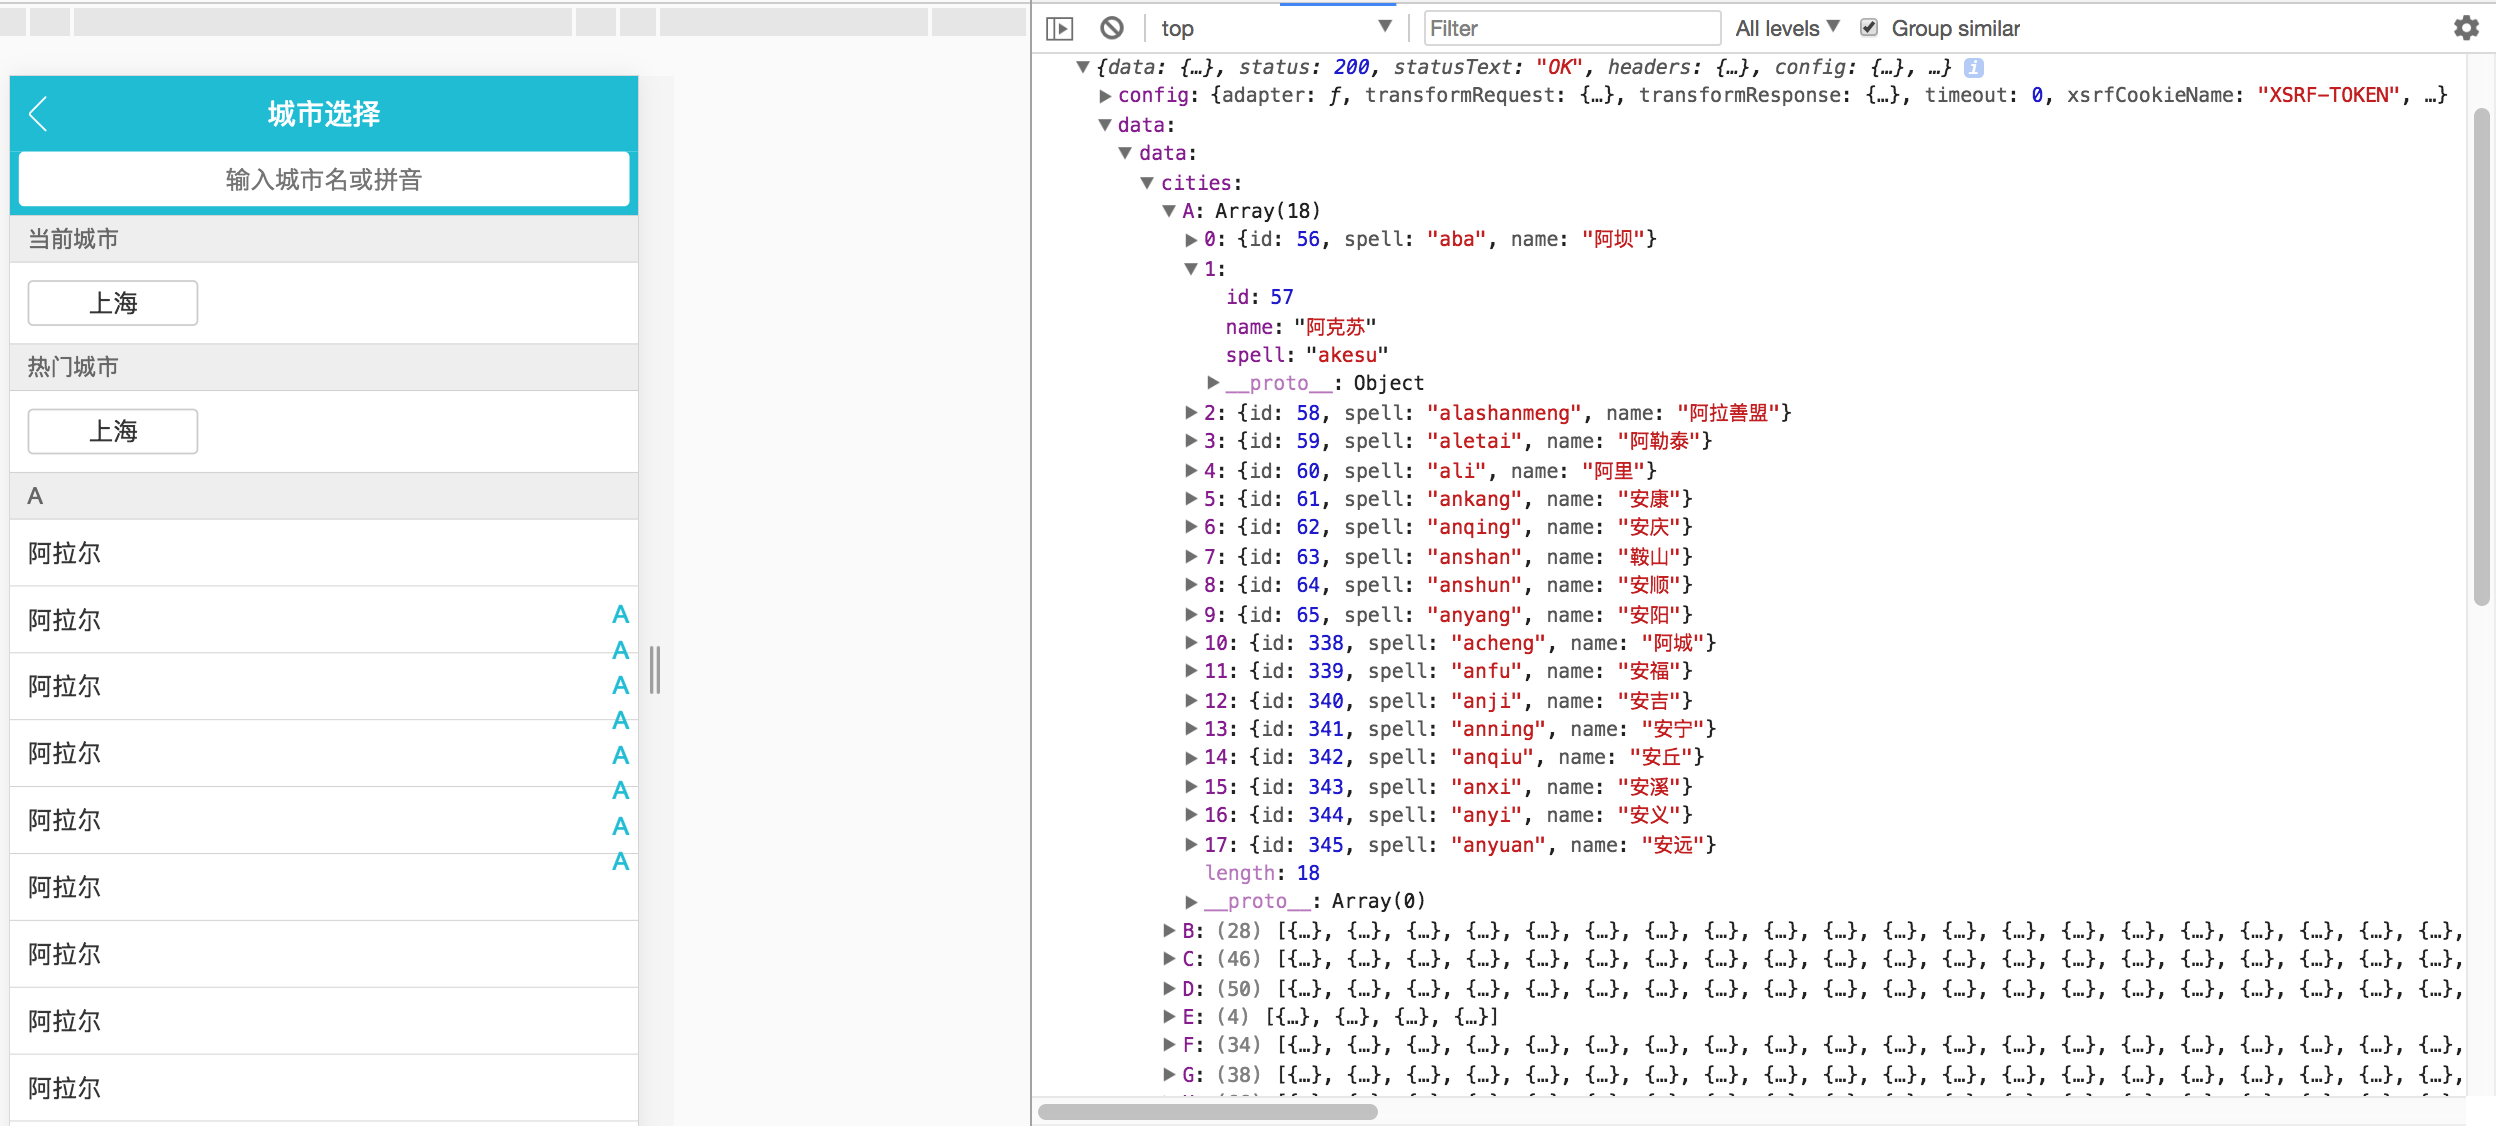 城市选择
输入城市名或拼音
当前城市
上海
热门城市
上海
A
阿拉尔
阿拉尔
阿拉尔
阿拉尔
阿拉尔
阿拉尔
阿拉尔
阿拉尔
阿拉尔
A
A
A
A
A
A
A
A
top
Filter
All levels
Group similar
{data: {…}, status: 200, statusText: "OK", headers: {…}, config: {…}, …}
config: {adapter: ƒ, transformRequest: {…}, transformResponse: {…}, timeout: 0, xsrfCookieName: "XSRF-TOKEN", …}
data:
data:
cities:
A: Array(18)
0: {id: 56, spell: "aba", name: "阿坝"}
1:
id: 57
name: "阿克苏"
spell: "akesu"
__proto__: Object
2: {id: 58, spell: "alashanmeng", name: "阿拉善盟"}
3: {id: 59, spell: "aletai", name: "阿勒泰"}
4: {id: 60, spell: "ali", name: "阿里"}
5: {id: 61, spell: "ankang", name: "安康"}
6: {id: 62, spell: "anqing", name: "安庆"}
7: {id: 63, spell: "anshan", name: "鞍山"}
8: {id: 64, spell: "anshun", name: "安顺"}
9: {id: 65, spell: "anyang", name: "安阳"}
10: {id: 338, spell: "acheng", name: "阿城"}
11: {id: 339, spell: "anfu", name: "安福"}
12: {id: 340, spell: "anji", name: "安吉"}
13: {id: 341, spell: "anning", name: "安宁"}
14: {id: 342, spell: "anqiu", name: "安丘"}
15: {id: 343, spell: "anxi", name: "安溪"}
16: {id: 344, spell: "anyi", name: "安义"}
17: {id: 345, spell: "anyuan", name: "安远"}
length: 18
__proto__: Array(0)
B: (28) [{…}, {…}, {…}, {…}, {…}, {…}, {…}, {…}, {…}, {…}, {…}, {…}, {…}, {…}, {…}, {…}, {…}, {…}, {…}, {…},
C: (46) [{…}, {…}, {…}, {…}, {…}, {…}, {…}, {…}, {…}, {…}, {…}, {…}, {…}, {…}, {…}, {…}, {…}, {…}, {…}, {…},
D: (50) [{…}, {…}, {…}, {…}, {…}, {…}, {…}, {…}, {…}, {…}, {…}, {…}, {…}, {…}, {…}, {…}, {…}, {…}, {…}, {…},
E: (4) [{…}, {…}, {…}, {…}]
F: (34) [{…}, {…}, {…}, {…}, {…}, {…}, {…}, {…}, {…}, {…}, {…}, {…}, {…}, {…}, {…}, {…}, {…}, {…}, {…}, {…},
G: (38) [{…}, {…}, {…}, {…}, {…}, {…}, {…}, {…}, {…}, {…}, {…}, {…}, {…}, {…}, {…}, {…}, {…}, {…}, {…}, {…},